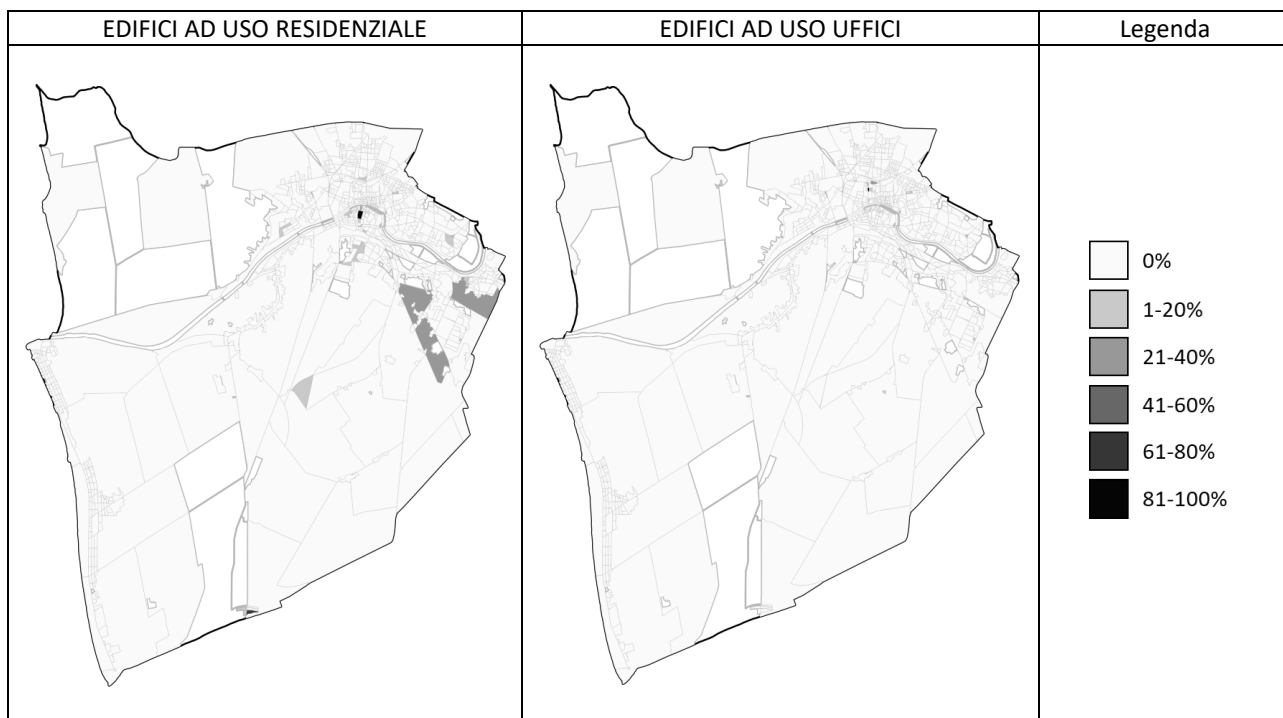 EDIFICI AD USO RESIDENZIALE
EDIFICI AD USO UFFICI
Legenda
0%
1-20%
21-40%
41-60%
61-80%
81-100%